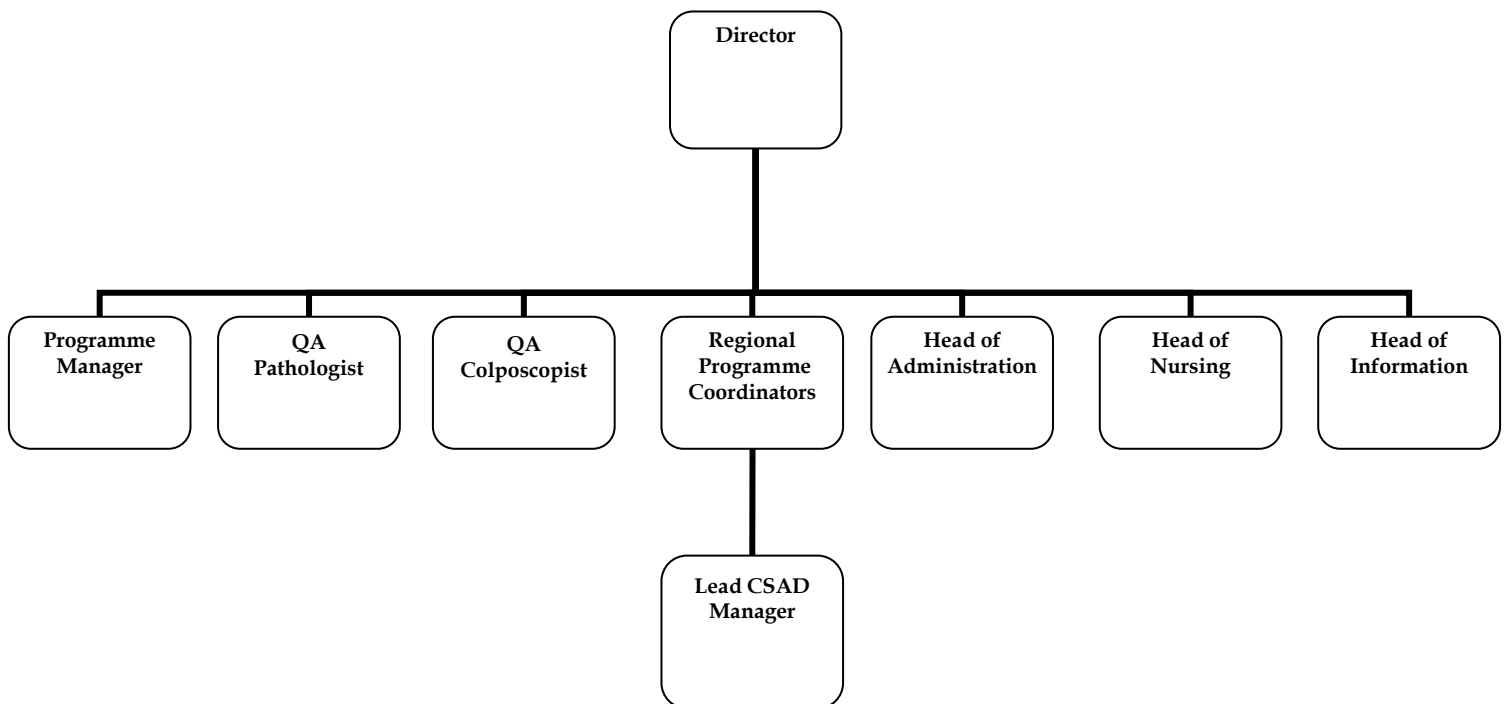 Director
Programme
Manager
QA
Pathologist
QA
Colposcopist
Regional
Programme
Coordinators
Head of
Administration
Head of
Nursing
Head of
Information
Lead CSAD
Manager